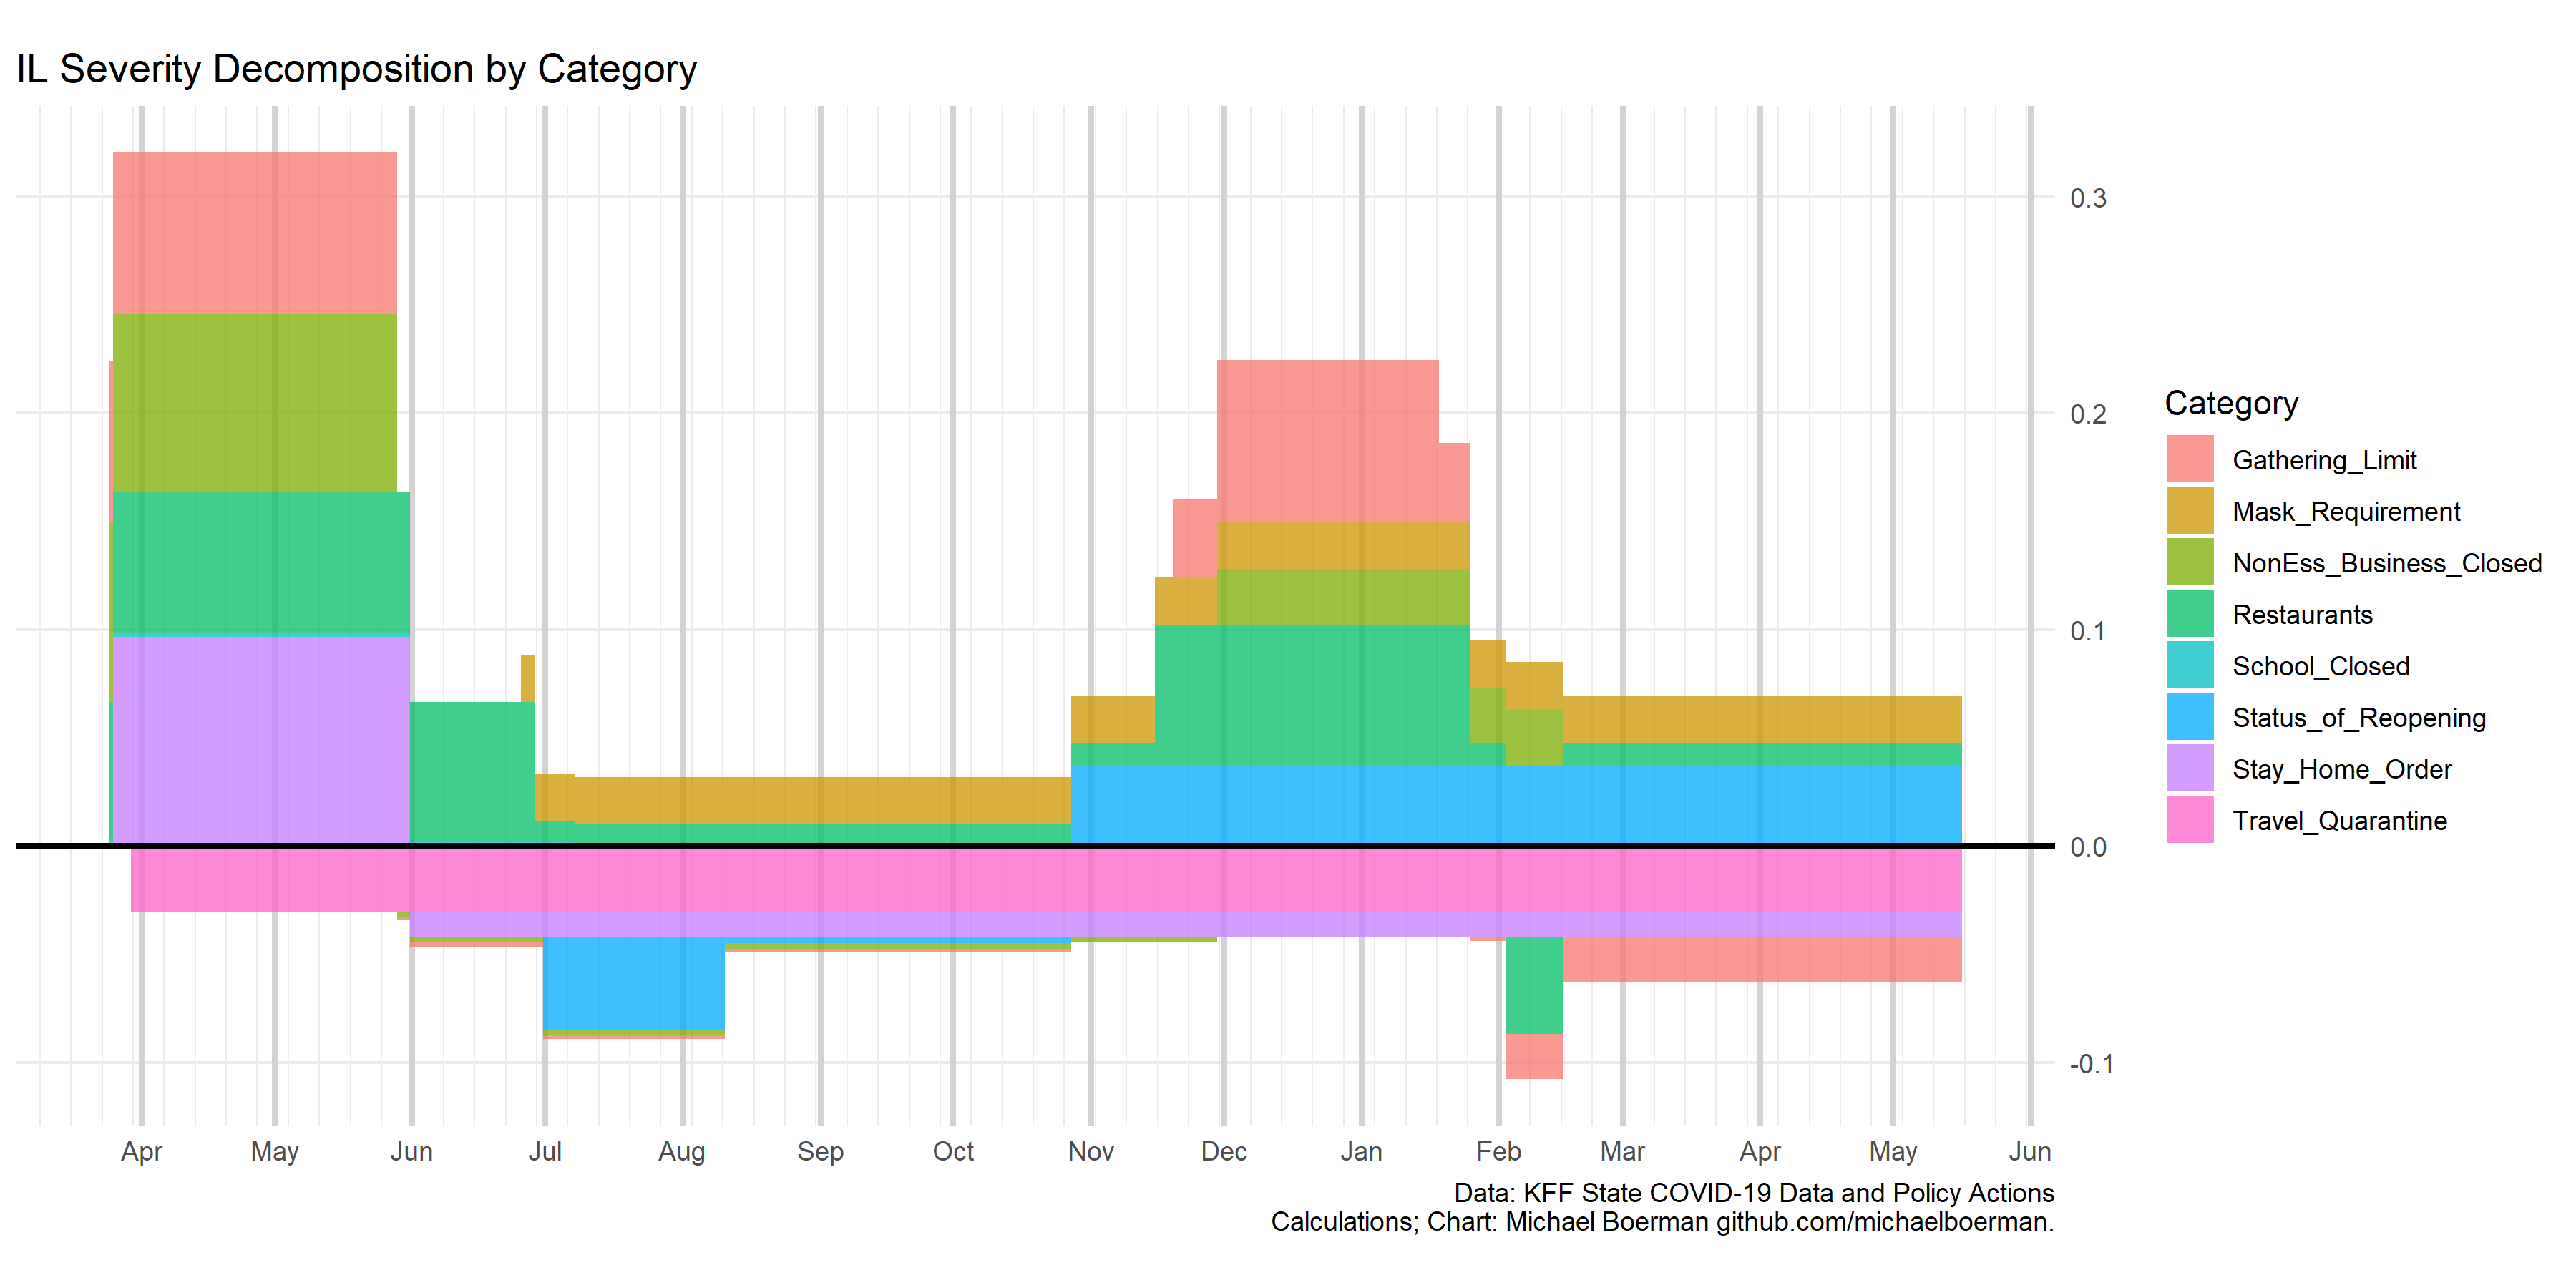 IL Severity Decomposition by Category
0.3
0.2
0.1
0.0
-0.1
Apr May Jun Jul Aug Sep Oct Nov Dec Jan Feb Mar Apr May Jun
Category
Gathering_Limit
Mask_Requirement
NonEss_Business_Closed
Restaurants
School_Closed
Status_of_Reopening
Stay_Home_Order
Travel_Quarantine
Data: KFF State COVID-19 Data and Policy Actions
Calculations; Chart: Michael Boerman github.com/michaelboerman.